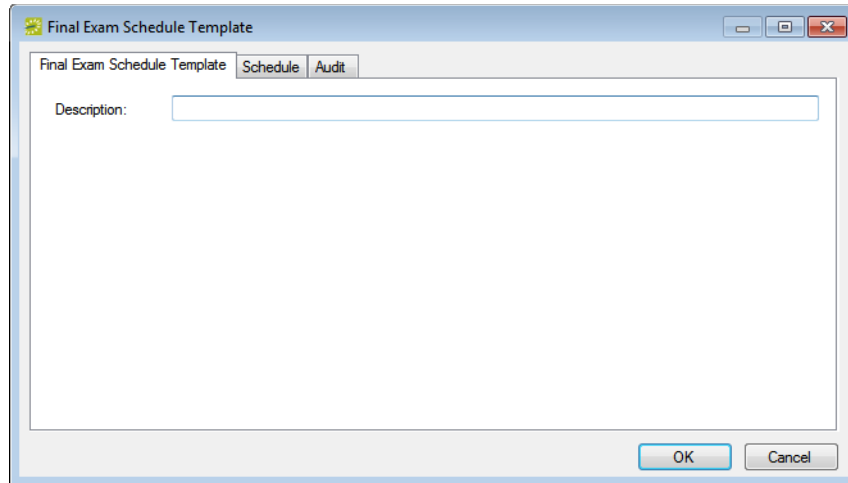 Final Exam Schedule Template
Final Exam Schedule Template Schedule Audit
Description:
OK Cancel